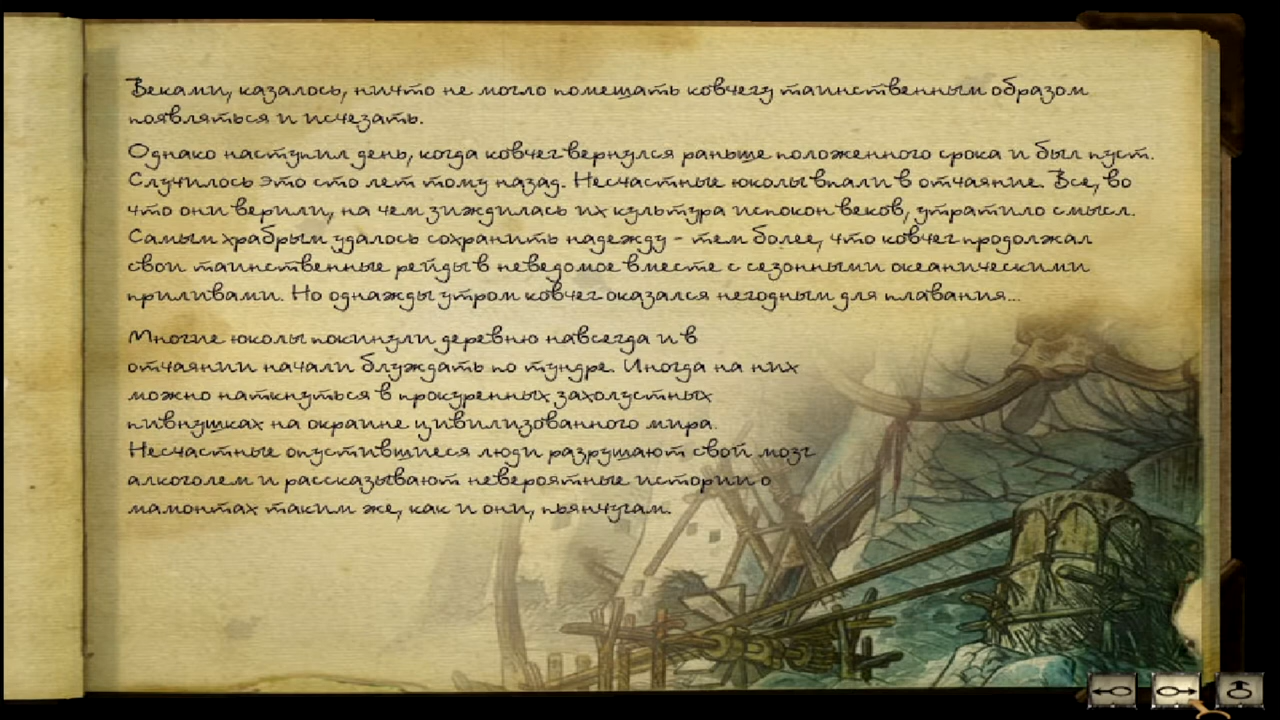 Веками, казалось, ничто не могло помешать ковчегу таинственным образом
появляться и исчезать.
Однако наступил день, когда ковчег вернулся раньше положенного срока и был пуст.
Случилось это сто лет тому назад. Несчастные юколы впали в отчаяние. Все, во
что они верили, на чем зиждилась их культура испокон веков, утратило смысл.
Самым храбрым удалось сохранить надежду - тем более, что ковчег продолжал
свои таинственные рейды в неведомое вместе с сезонными океаническими
приливами. Но однажды утром ковчег оказался негодным для плавания...
Многие юколы покинули деревню навсегда и в
отчаянии начали блуждать по тундре. Иногда на них
можно наткнуться в прокуренных захолустных
пивнушках на окраине цивилизованного мира.
Несчастные опустившиеся люди разрушают свой мозг
алкоголем и рассказывают невероятные истории о
мамонтах таким же, как и они, пьянчугам.